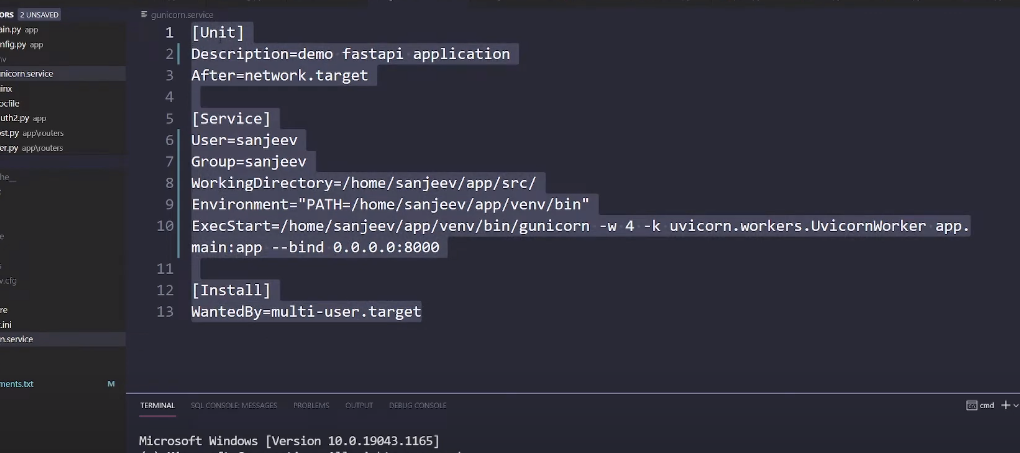 ORS 2 UNSAVED
ain.py app
nfig.py app
nv
unicorn.service
inx
ocfile
uth2.py app
ost.py app\routers
er.py app\routers
he__
e
v.cfg
re
.ini
n.service
ments.txt M
gunicorn.service
1 [Unit]
2 Description=demo fastapi application
3 After=network.target
4
5 [Service]
6 User=sanjeev
7 Group=sanjeev
8 WorkingDirectory=/home/sanjeev/app/src/
9 Environment="PATH=/home/sanjeev/app/venv/bin"
10 ExecStart=/home/sanjeev/app/venv/bin/gunicorn -w 4 -k uvicorn.workers.UvicornWorker app.
main:app --bind 0.0.0.0:8000
11
12 [Install]
13 WantedBy=multi-user.target
TERMINAL SQL CONSOLE: MESSAGES PROBLEMS OUTPUT DEBUG CONSOLE cmd
Microsoft Windows [Version 10.0.19043.1165]